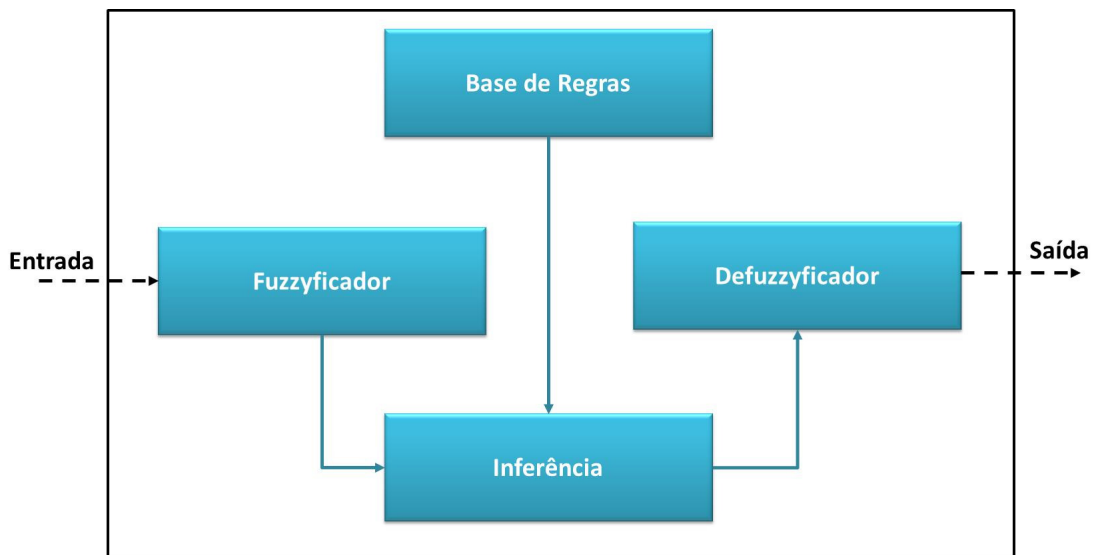 Base de Regras
Entrada
Fuzzyficador
Defuzzyficador
Saída
Inferência